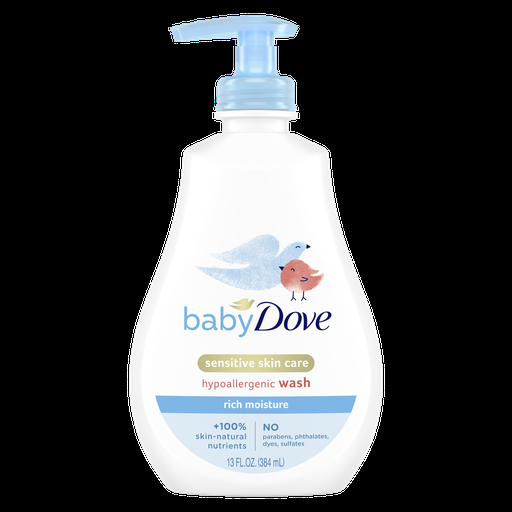 baby Dove
sensitive skin care
hypoallergenic wash
rich moisture
+100%
skin-natural
nutrients
NO
parabens, phthalates,
dyes, sulfates
13 FL.OZ. (384 mL)